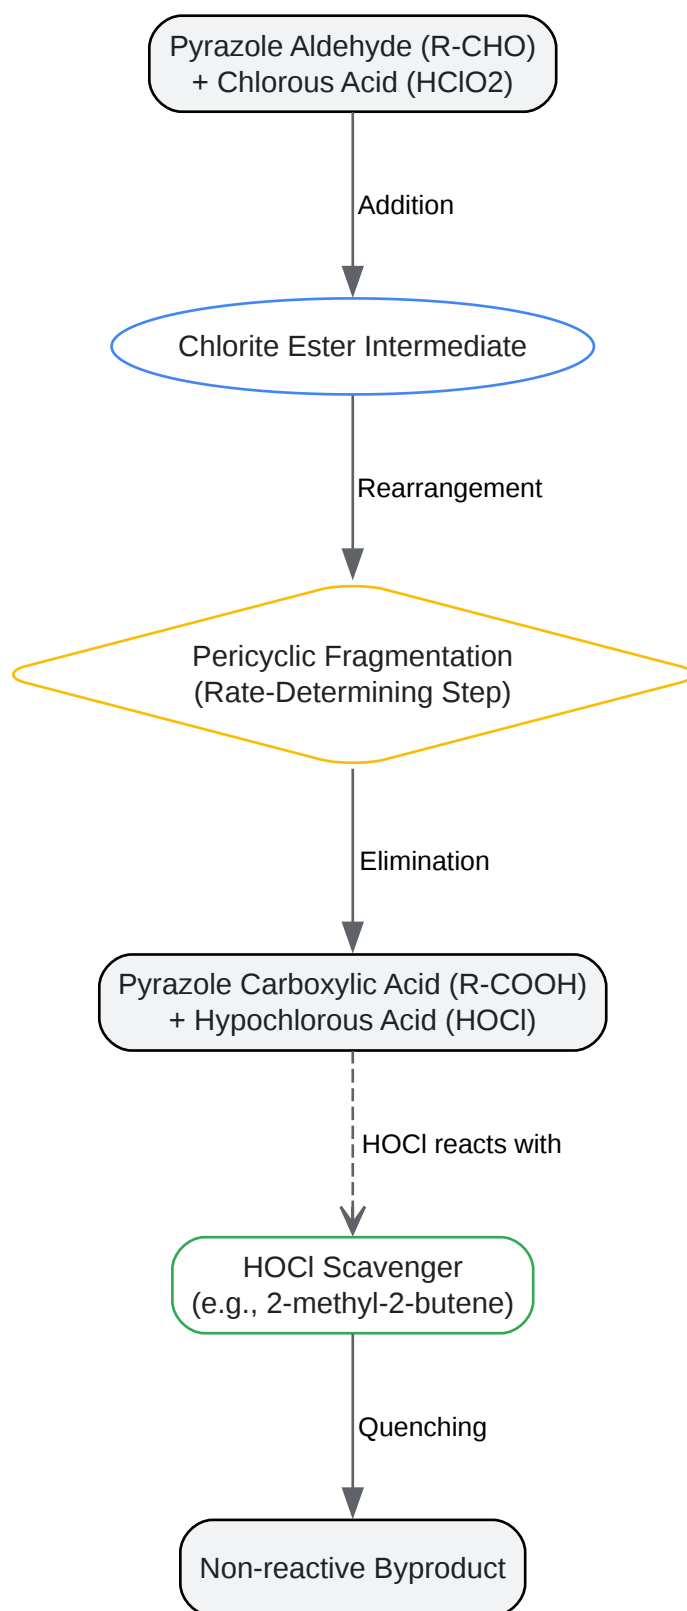 Pyrazole Aldehyde (R-CHO)
+ Chlorous Acid (HClO2)
Addition
Chlorite Ester Intermediate
Rearrangement
Pericyclic Fragmentation
(Rate-Determining Step)
Elimination
Pyrazole Carboxylic Acid (R-COOH)
+ Hypochlorous Acid (HOCl)
HOCl reacts with
HOCl Scavenger
(e.g., 2-methyl-2-butene)
Quenching
Non-reactive Byproduct